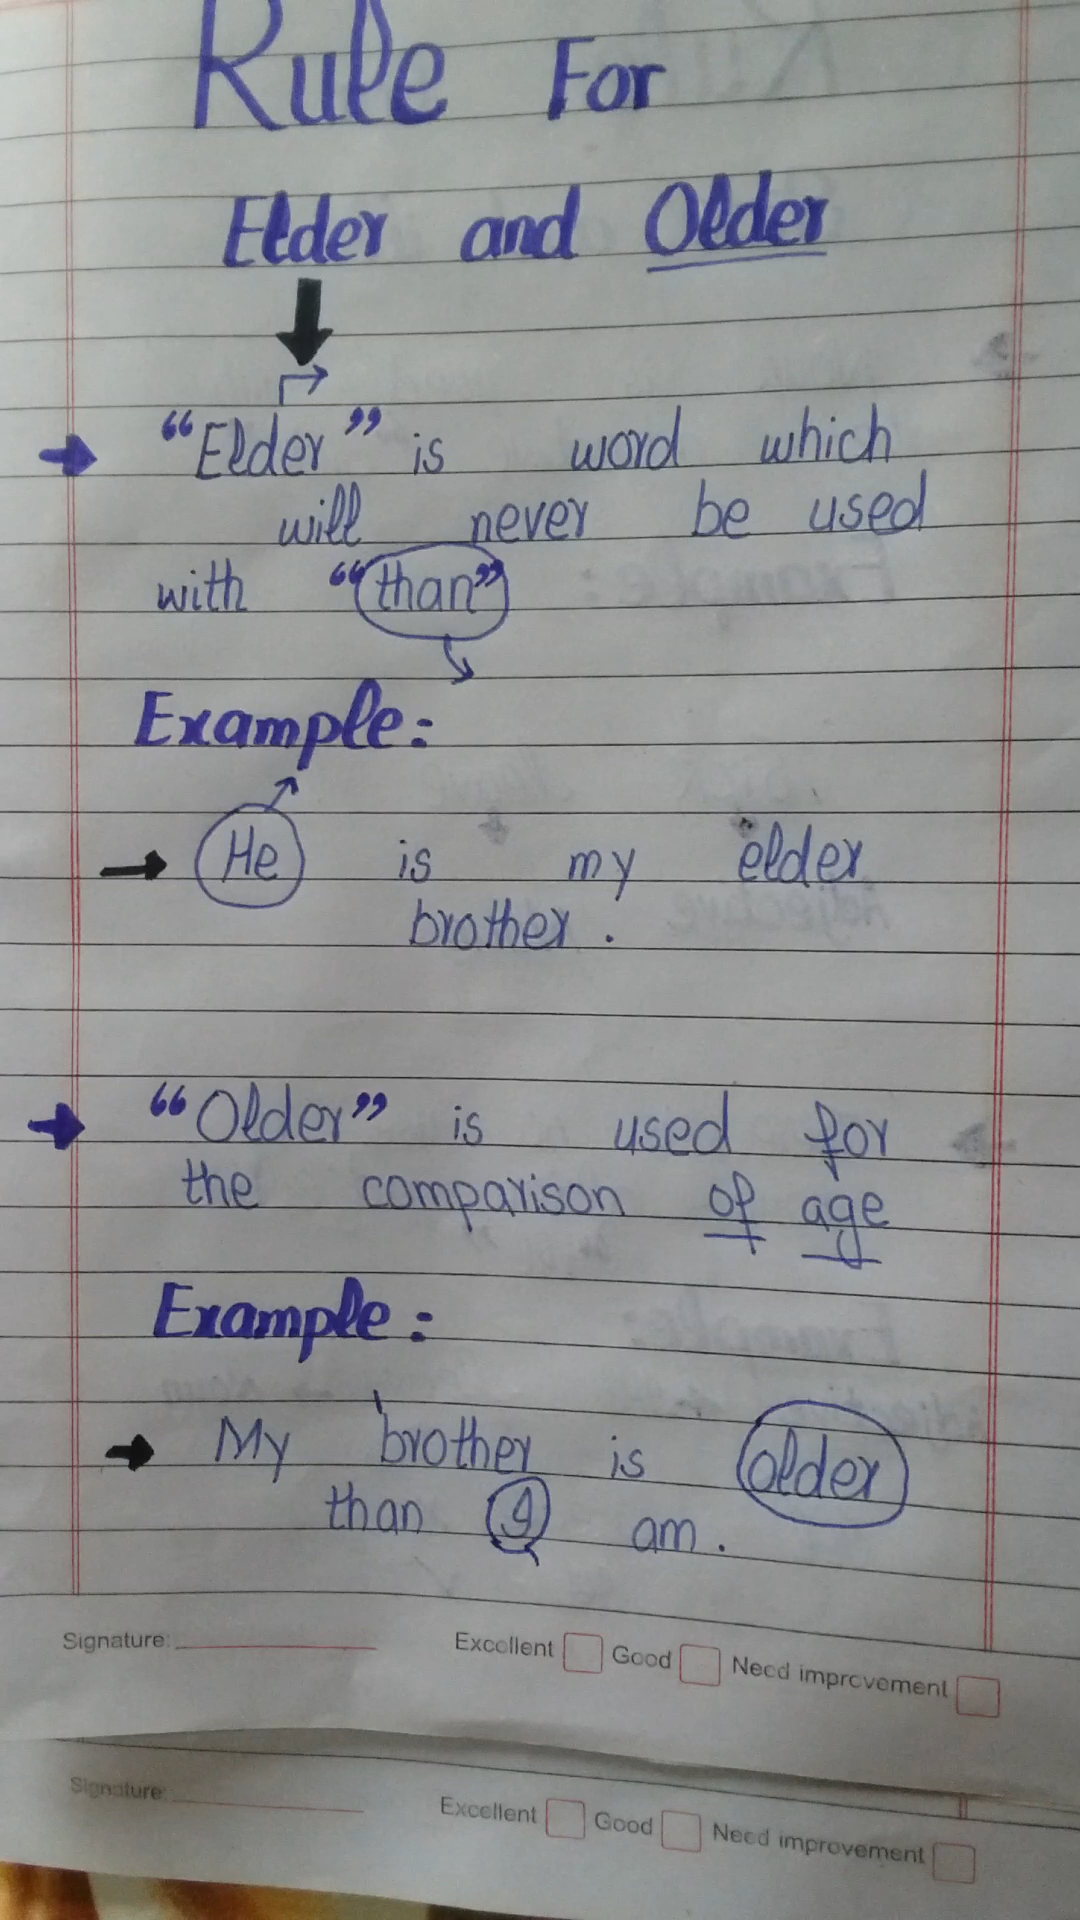 Rule For
Elder and Older
"Elder" is word which
will never be used
with "than"
Example:
He is my elder
brother.
"Older" is used for
the comparison of age
Example:
My brother is older
than I am.
Signature: Excellent Good Need improvement
Signature: Excellent Good Need improvement